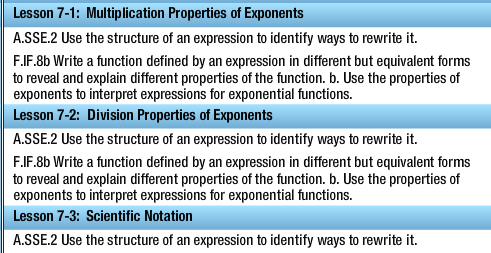 Lesson 7-1: Multiplication Properties of Exponents
A.SSE.2 Use the structure of an expression to identify ways to rewrite it.
F.IF.8b Write a function defined by an expression in different but equivalent forms
to reveal and explain different properties of the function. b. Use the properties of
exponents to interpret expressions for exponential functions.
Lesson 7-2: Division Properties of Exponents
A.SSE.2 Use the structure of an expression to identify ways to rewrite it.
F.IF.8b Write a function defined by an expression in different but equivalent forms
to reveal and explain different properties of the function. b. Use the properties of
exponents to interpret expressions for exponential functions.
Lesson 7-3: Scientific Notation
A.SSE.2 Use the structure of an expression to identify ways to rewrite it.